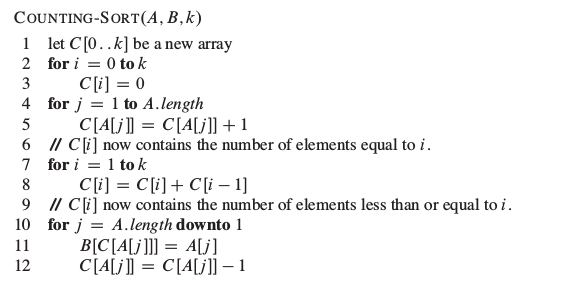 COUNTING-SORT(A, B, k)
1 let C[0..k] be a new array
2 for i = 0 to k
3 C[i] = 0
4 for j = 1 to A.length
5 C[A[j]] = C[A[j]] + 1
6 // C[i] now contains the number of elements equal to i.
7 for i = 1 to k
8 C[i] = C[i] + C[i − 1]
9 // C[i] now contains the number of elements less than or equal to i.
10 for j = A.length downto 1
11 B[C[A[j]]] = A[j]
12 C[A[j]] = C[A[j]] − 1